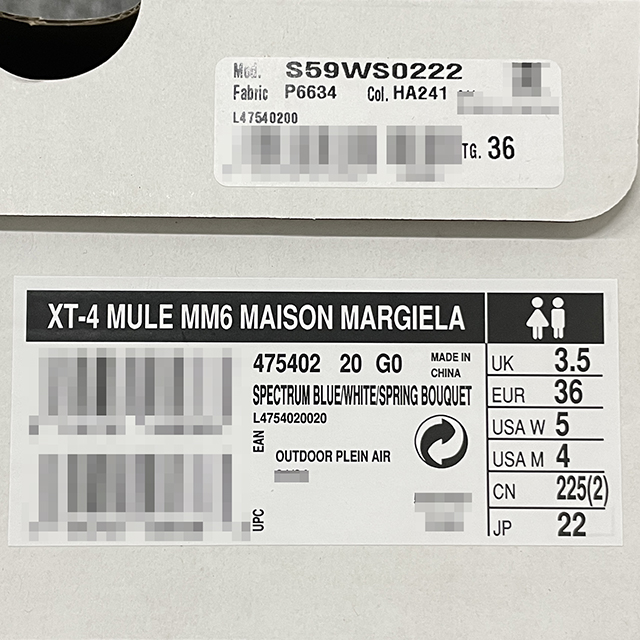 Mod. S59WS0222
Fabric P6634 Col. HA241
L47540200
TG. 36
XT-4 MULE MM6 MAISON MARGIELA
475402 20 G0 MADE IN
CHINA
SPECTRUM BLUE/WHITE/SPRING BOUQUET
L4754020020
EAN
OUTDOOR PLEIN AIR
UPC
UK 3.5
EUR 36
USA W 5
USA M 4
CN 225(2)
JP 22